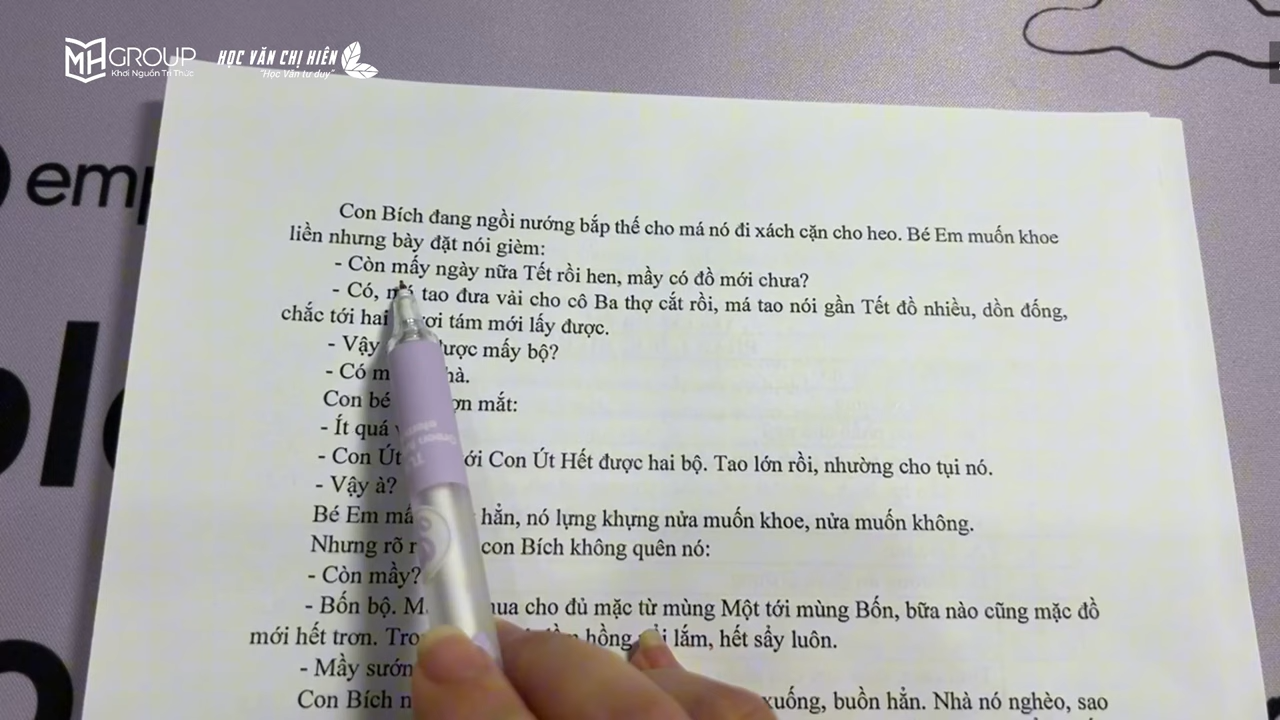 MH GROUP
Khơi Nguồn Tri Thức
HỌC VĂN CHỊ HIÊN
"Học Văn tư duy"
emp
Con Bích đang ngồi nướng bắp thế cho má nó đi xách cặn cho heo. Bé Em muốn khoe
liền nhưng bày đặt nói gièm:
- Còn mấy ngày nữa Tết rồi hen, mầy có đồ mới chưa?
- Có, má tao đưa vải cho cô Ba thợ cắt rồi, má tao nói gần Tết đồ nhiều, dồn đống,
chắc tới hai tám mới lấy được.
- Vậy được mấy bộ?
- Có hà.
Con bé mắt:
- Ít quá
- Con Út Con Út Hết được hai bộ. Tao lớn rồi, nhường cho tụi nó.
- Vậy à?
Bé Em hẳn, nó lựng khựng nửa muốn khoe, nửa muốn không.
Nhưng rõ con Bích không quên nó:
- Còn mầy?
- Bốn bộ. cho đủ mặc từ mùng Một tới mùng Bốn, bữa nào cũng mặc đồ
mới hết trơn. hồng lắm, hết sẩy luôn.
- Mầy
Con Bích xuống, buồn hẳn. Nhà nó nghèo, sao